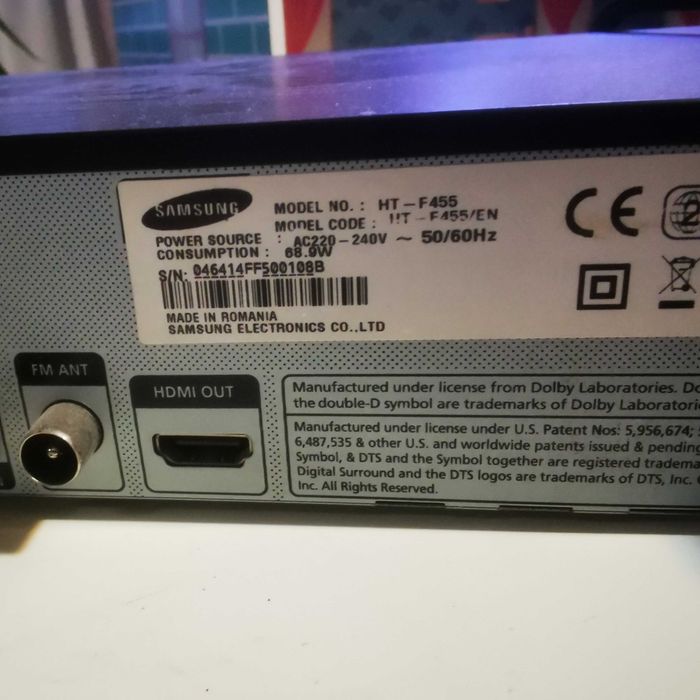 SAMSUNG
MODEL NO. : HT-F455
MODEL CODE : HT-F455/EN
POWER SOURCE : AC220-240V ~ 50/60Hz
CONSUMPTION : 68.9W
S/N: 046414FF500108B
MADE IN ROMANIA
SAMSUNG ELECTRONICS CO.,LTD
CE
2
FM ANT
HDMI OUT
Manufactured under license from Dolby Laboratories. Do
the double-D symbol are trademarks of Dolby Laboratori
Manufactured under license under U.S. Patent Nos: 5,956,674;
6,487,535 & other U.S. and worldwide patents issued & pending
Symbol, & DTS and the Symbol together are registered tradema
Digital Surround and the DTS logos are trademarks of DTS, Inc.
Inc. All Rights Reserved.